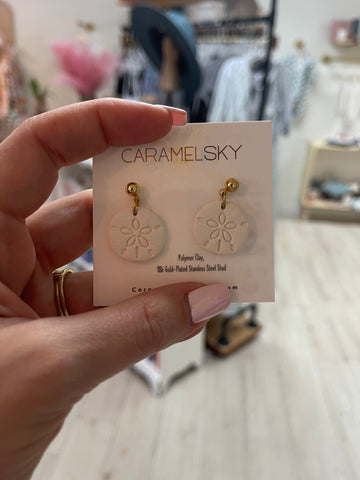 CARAMELSKY
Polymer Clay,
18k Gold-Plated Stainless Steel Stud